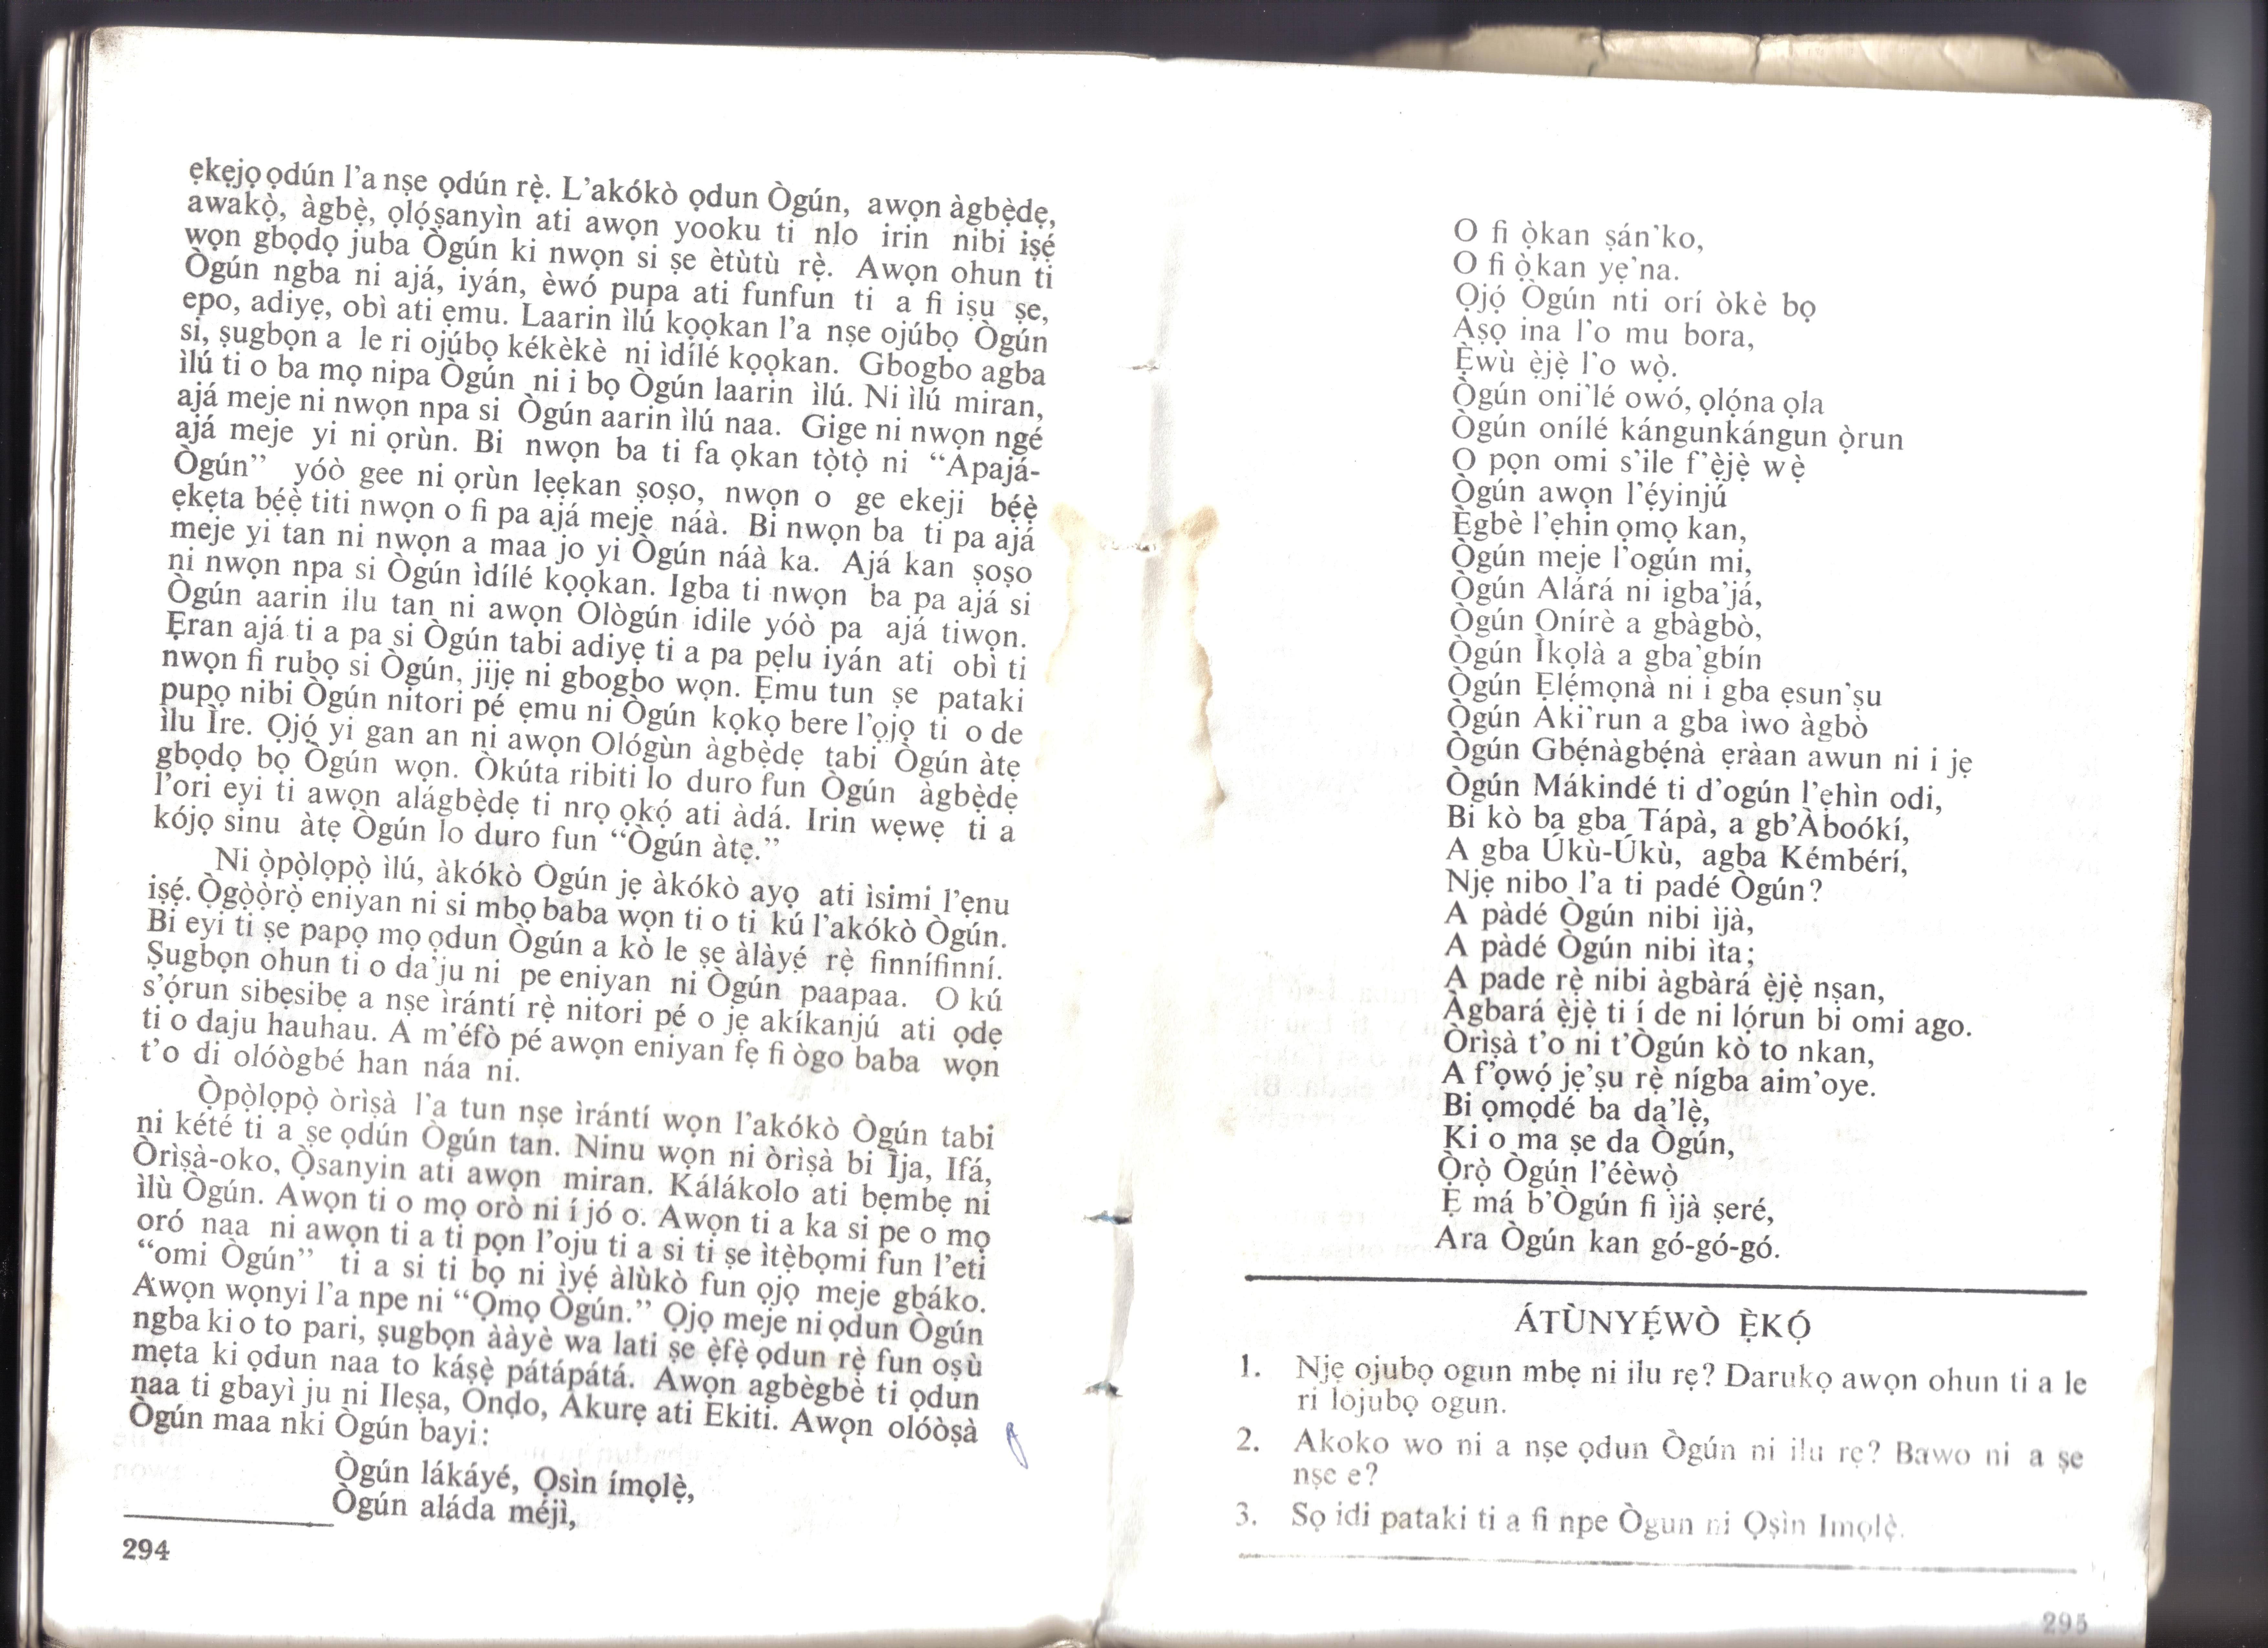 ẹkẹjọ ọdún l’a nṣe ọdún rẹ̀. L’akókò ọdun Ògún, awọn àgbẹ̀dẹ,
awakọ̀, àgbẹ̀, ọlọ́ṣanyìn ati awọn yooku ti nlo irin nibi iṣẹ́
wọn gbọdọ juba Ògún ki nwọn si ṣe ètùtù rẹ̀. Awọn ohun ti
Ògún ngba ni ajá, iyán, èwó pupa ati funfun ti a fi iṣu ṣe,
epo, adiyẹ, obì ati ẹmu. Laarin ìlú kọọkan l’a nṣe ojúbọ Ògún
si, ṣugbọn a le ri ojúbọ kékèkè ni ìdílé kọọkan. Gbogbo agba
ìlú ti o ba mọ nipa Ògún ni i bọ Ògún laarin ìlú. Ni ìlú miran,
ajá meje ni nwọn npa si Ògún aarin ìlú naa. Gige ni nwọn ngé
ajá meje yi ni ọrùn. Bi nwọn ba ti fa ọkan tọ̀tọ̀ ni “Apajá-
Ògún” yóò gee ni ọrùn lẹẹkan ṣoṣo, nwọn o ge ekeji bẹ́ẹ̀
ẹkẹta bẹ́ẹ̀ titi nwọn o fi pa ajá meje náà. Bi nwọn ba ti pa ajá
meje yi tan ni nwọn a maa jo yi Ògún náà ka. Ajá kan ṣoṣo
ni nwọn npa si Ògún ìdílé kọọkan. Igba ti nwọn ba pa ajá si
Ògún aarin ilu tan ni awọn Ològún idile yóò pa ajá tiwọn.
Ẹran ajá ti a pa si Ògún tabi adiyẹ ti a pa pẹlu iyán ati obì ti
nwọn fi rubọ si Ògún, jijẹ ni gbogbo wọn. Ẹmu tun ṣe pataki
pupọ nibi Ògún nitori pé ẹmu ni Ògún kọkọ bere l’ọjọ ti o de
ìlu Ìre. Ọjọ́ yi gan an ni awọn Ológùn àgbẹ̀dẹ tabi Ògún àtẹ
gbọdọ bọ Ògún wọn. Òkúta ribiti lo duro fun Ògún àgbẹ̀dẹ
l’ori eyi ti awọn alágbẹ̀dẹ ti nrọ ọkọ́ ati àdá. Irin wẹwẹ ti a
kójọ sinu àtẹ Ògún lo duro fun “Ògún àtẹ.”
Ni ọ̀pọ̀lọpọ̀ ìlú, àkókò Ògún jẹ àkókò ayọ ati ìsimi l’ẹnu
iṣẹ́. Ọ̀gọ̀ọ̀rọ̀ eniyan ni si mbọ baba wọn ti o ti kú l’akókò Ògún.
Bi eyi ti ṣe papọ mọ ọdun Ògún a kò le ṣe àlàyé rẹ̀ finnífinní.
Ṣugbọn ohun ti o da’ju ni pe eniyan ni Ògún paapaa. O kú
s’ọ́run sibẹsibẹ a nṣe ìrántí rẹ̀ nitori pé o jẹ akíkanjú ati ọdẹ
ti o daju hauhau. A m’éfò pé awọn eniyan fẹ fi ògo baba wọn
t’o di olóògbé han náa ni.
Ọ̀pọ̀lọpọ̀ òrìṣà l’a tun nṣe ìrántí wọn l’akókò Ògún tabi
ni kété ti a ṣe ọdún Ògún tan. Ninu wọn ni òrìṣà bi Ìja, Ifá,
Òrìṣà-oko, Ọ̀sanyin ati awọn miran. Kálákolo ati bẹmbẹ ni
ìlù Ògún. Awọn ti o mọ orò ni í jó o. Awọn ti a ka si pe o mọ
oró naa ni awọn ti a ti pọn l’oju ti a si ti ṣe ìtẹ̀bọmi fun l’eti
“omi Ògún” ti a si ti bọ ni ìyẹ́ àlùkò fun ọjọ meje gbáko.
Awọn wọnyi l’a npe ni “Ọmọ Ògún.” Ọjọ meje ni ọdun Ògún
ngba ki o to pari, ṣugbọn ààyè wa lati ṣe ẹ̀fẹ̀ ọdun rẹ̀ fun oṣù
mẹta ki ọdun naa to káṣẹ̀ pátápátá. Awọn agbègbè ti ọdun
naa ti gbayì ju ni Ileṣa, Ondo, Akurẹ ati Ekiti. Awọn olóòṣà
Ògún maa nki Ògún bayi:
Ògún lákáyé, Ọsìn ímọlẹ̀,
Ògún aláda méjì,
294
O fi ọ̀kan ṣán’ko,
O fi ọ̀kan yẹ’na.
Ọjọ́ Ògún nti orí òkè bọ
Aṣọ ina l’o mu bora,
Ẹ̀wù ẹ̀jẹ̀ l’o wọ̀.
Ògún oni’lé owó, ọlọ́na ọla
Ògún onílé kángunkángun ọ̀run
O pọn omi s’ile f’ẹ̀jẹ̀ wẹ̀
Ògún awọn l’ẹ́yinjú
Ègbè l’ẹhin ọmọ kan,
Ògún meje l’ogún mi,
Ògún Alárá ni igba’já,
Ògún Onírè a gbàgbò,
Ògún Ìkọlà a gba’gbín
Ògún Ẹlẹ́mọnà ni i gba ẹsun’ṣu
Ògún Aki’run a gba ìwo àgbò
Ògún Gbẹ́nàgbẹ́nà ẹràan awun ni i jẹ
Ògún Mákindé ti d’ogún l’ẹhìn odi,
Bi kò ba gba Tápà, a gb’Àboókí,
A gba Úkù-Úkù, agba Kémbérí,
Njẹ nibo l’a ti padé Ògún?
A pàdé Ògún nibi ìjà,
A pàdé Ògún nibi ìta;
A pade rẹ̀ nibi àgbàrá ẹ̀jẹ̀ nṣan,
Àgbará ẹ̀jẹ̀ ti í de ni lọ́rùn bi omi ago.
Òrìṣà t’o ni t’Ògún kò to nkan,
A f’ọwọ́ jẹ’ṣu rẹ̀ nígba aim’oye.
Bi ọmọdé ba da’lẹ̀,
Ki o ma ṣe da Ògún,
Ọ̀rọ̀ Ògún l’éèwọ̀
Ẹ má b’Ògún fi ìjà ṣeré,
Ara Ògún kan gó-gó-gó.
ÁTÙNYẸ́WÒ Ẹ̀KỌ́
1. Njẹ ojubọ ogun mbẹ ni ilu rẹ? Darukọ awọn ohun ti a le
ri lojubọ ogun.
2. Akoko wo ni a nṣe ọdun Ògún ni ilu rẹ? Bawo ni a ṣe
nṣe e?
3. Sọ idi pataki ti a fi npe Ògun ni Ọṣìn Imọlẹ̀.
295